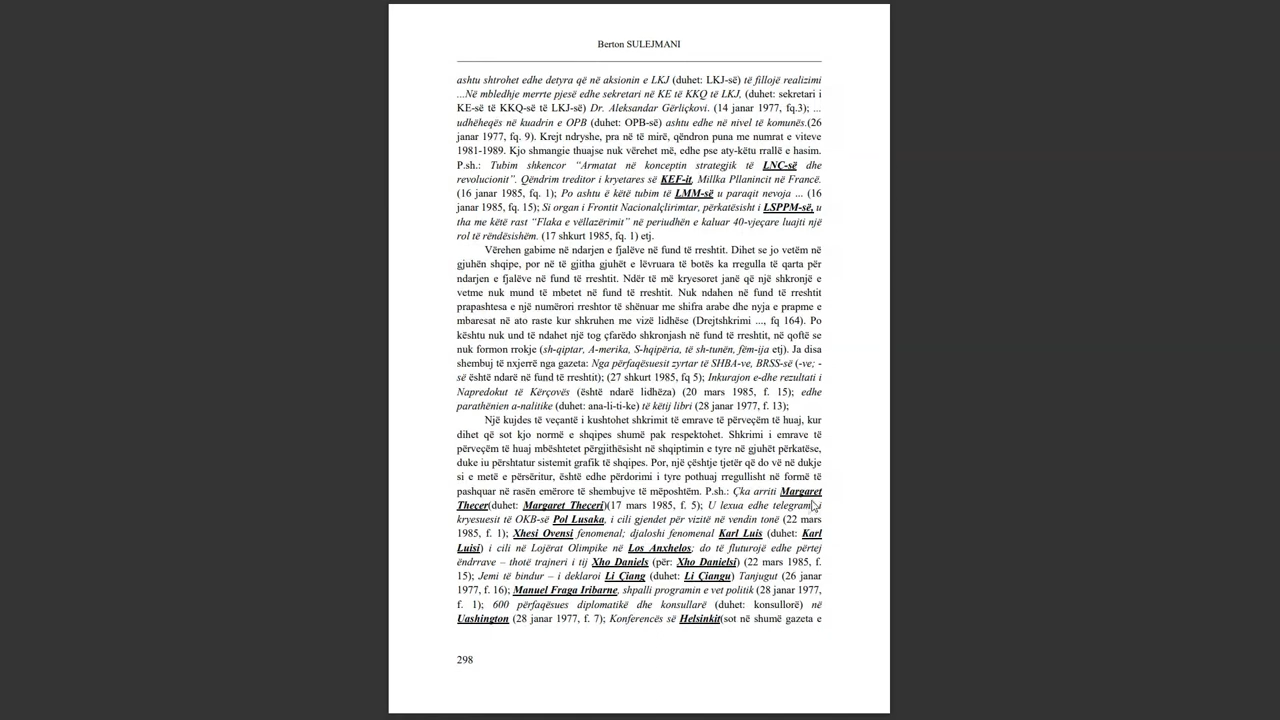 Berton SULEJMANI
ashtu shtrohet edhe detyra që në aksionin e LKJ (duhet: LKJ-së) të fillojë realizimi
...Në mbledhje merrte pjesë edhe sekretari në KE të KKQ të LKJ, (duhet: sekretari i
KE-së të KKQ-së të LKJ-së) Dr. Aleksandar Gërliçkovi. (14 janar 1977, fq.3); ...
udhëheqës në kuadrin e OPB (duhet: OPB-së) ashtu edhe në nivel të komunës.(26
janar 1977, fq. 9). Krejt ndryshe, pra në të mirë, qëndron puna me numrat e viteve
1981-1989. Kjo shmangie thuajse nuk vërehet më, edhe pse aty-këtu rrallë e hasim.
P.sh.: Tubim shkencor “Armatat në konceptin strategjik të LNC-së dhe
revolucionit”. Qëndrim treditor i kryetares së KEF-it, Millka Pllanincit në Francë.
(16 janar 1985, fq. 1); Po ashtu ë këtë tubim të LMM-së u paraqit nevoja ... (16
janar 1985, fq. 15); Si organ i Frontit Nacionalçlirimtar, përkatësisht i LSPPM-së, u
tha me këtë rast “Flaka e vëllazërimit” në periudhën e kaluar 40-vjeçare luajti një
rol të rëndësishëm. (17 shkurt 1985, fq. 1) etj.
Vërehen gabime në ndarjen e fjalëve në fund të rreshtit. Dihet se jo vetëm në
gjuhën shqipe, por në të gjitha gjuhët e lëvruara të botës ka rregulla të qarta për
ndarjen e fjalëve në fund të rreshtit. Ndër të më kryesoret janë që një shkronjë e
vetme nuk mund të mbetet në fund të rreshtit. Nuk ndahen në fund të rreshtit
prapashtesa e një numërori rreshtor të shënuar me shifra arabe dhe nyja e prapme e
mbaresat në ato raste kur shkruhen me vizë lidhëse (Drejtshkrimi ..., fq 164). Po
kështu nuk und të ndahet një tog çfarëdo shkronjash në fund të rreshtit, në qoftë se
nuk formon rrokje (sh-qiptar, A-merika, S-hqipëria, të sh-tunën, fëm-ija etj). Ja disa
shembuj të nxjerrë nga gazeta: Nga përfaqësuesit zyrtar të SHBA-ve, BRSS-së (-ve; -
së është ndarë në fund të rreshtit); (27 shkurt 1985, fq 5); Inkurajon e-dhe rezultati i
Napredokut të Kërçovës (është ndarë lidhëza) (20 mars 1985, f. 15); edhe
parathënien a-nalitike (duhet: ana-li-ti-ke) të këtij libri (28 janar 1977, f. 13);
Një kujdes të veçantë i kushtohet shkrimit të emrave të përveçëm të huaj, kur
dihet që sot kjo normë e shqipes shumë pak respektohet. Shkrimi i emrave të
përveçëm të huaj mbështetet përgjithësisht në shqiptimin e tyre në gjuhët përkatëse,
duke iu përshtatur sistemit grafik të shqipes. Por, një çështje tjetër që do vë në dukje
si e metë e përsëritur, është edhe përdorimi i tyre pothuaj rregullisht në formë të
pashquar në rasën emërore të shembujve të mëposhtëm. P.sh.: Çka arriti Margaret
Theçer(duhet: Margaret Theçeri)(17 mars 1985, f. 5); U lexua edhe telegrami i
kryesuesit të OKB-së Pol Lusaka, i cili gjendet për vizitë në vendin tonë (22 mars
1985, f. 1); Xhesi Ovensi fenomenal; djaloshi fenomenal Karl Luis (duhet: Karl
Luisi) i cili në Lojërat Olimpike në Los Anxhelos; do të fluturojë edhe përtej
ëndrrave – thotë trajneri i tij Xho Daniels (për: Xho Danielsi) (22 mars 1985, f.
15); Jemi të bindur – i deklaroi Li Çiang (duhet: Li Çiangu) Tanjugut (26 janar
1977, f. 16); Manuel Fraga Iribarne, shpalli programin e vet politik (28 janar 1977,
f. 1); 600 përfaqësues diplomatikë dhe konsullarë (duhet: konsullorë) në
Uashington (28 janar 1977, f. 7); Konferencës së Helsinkit(sot në shumë gazeta e
298